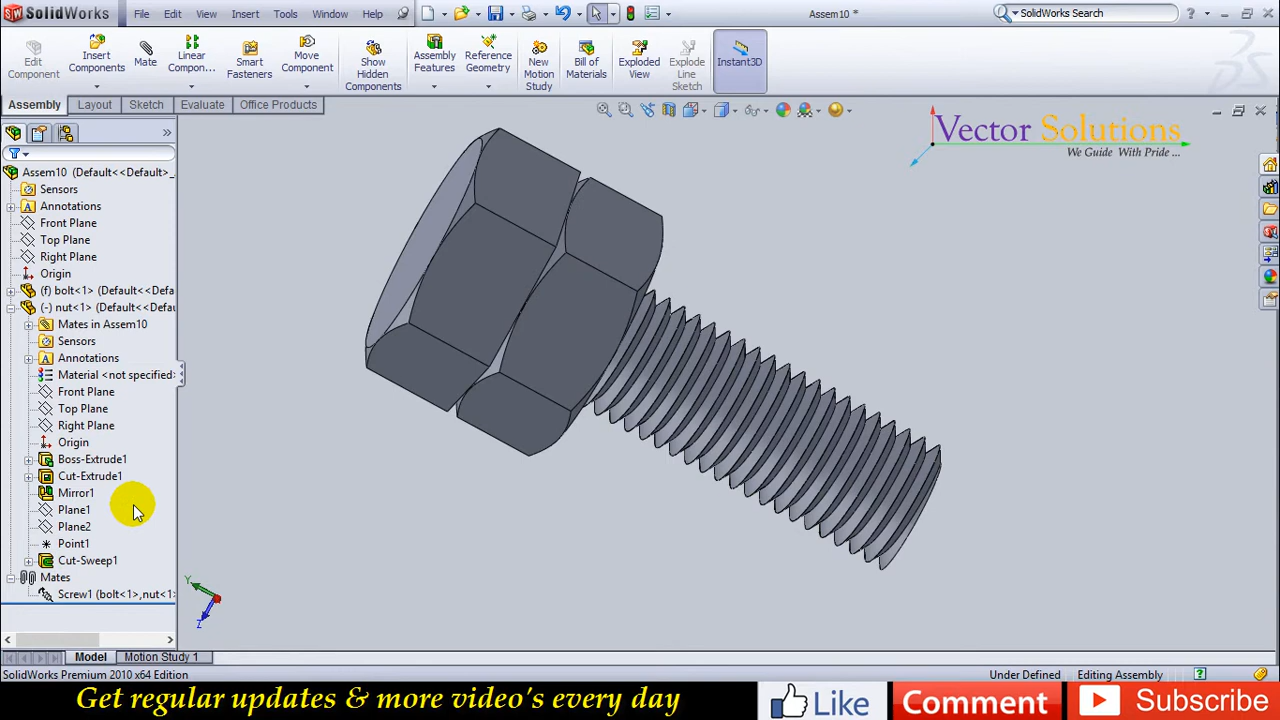 SolidWorks
File Edit View Insert Tools Window Help
Assem10 *
SolidWorks Search
Edit Component
Insert Components
Mate
Linear Compon...
Smart Fasteners
Move Component
Show Hidden Components
Assembly Features
Reference Geometry
New Motion Study
Bill of Materials
Exploded View
Explode Line Sketch
Instant3D
Assembly Layout Sketch Evaluate Office Products
Vector Solutions
We Guide With Pride ...
Assem10 (Default<<Default>_
Sensors
Annotations
Front Plane
Top Plane
Right Plane
Origin
(f) bolt<1> (Default<<Defa
(-) nut<1> (Default<<Defau
Mates in Assem10
Sensors
Annotations
Material <not specified>
Front Plane
Top Plane
Right Plane
Origin
Boss-Extrude1
Cut-Extrude1
Mirror1
Plane1
Plane2
Point1
Cut-Sweep1
Mates
Screw1 (bolt<1>,nut<1>
Y
Z
Model Motion Study 1
SolidWorks Premium 2010 x64 Edition
Under Defined
Editing Assembly
Get regular updates & more video's every day
Like
Comment
Subscribe